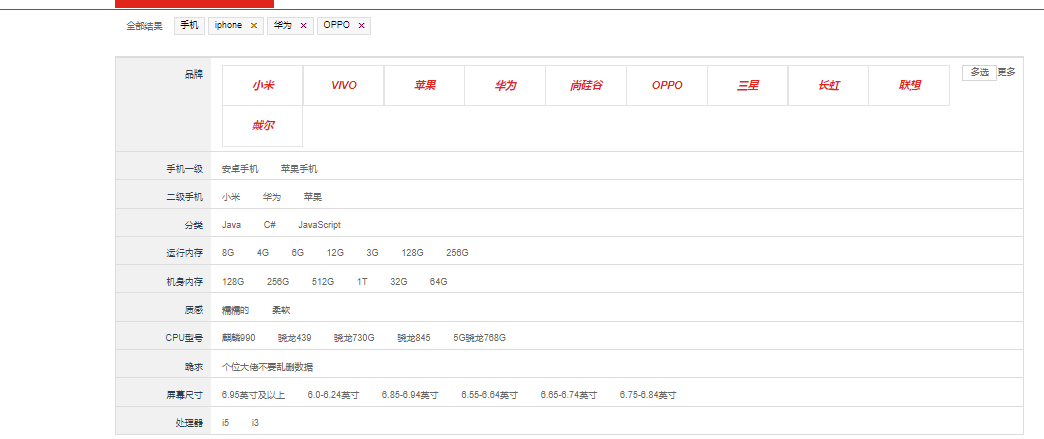 全部结果 手机 iphone × 华为 × OPPO ×
品牌 小米 VIVO 苹果 华为 尚硅谷 OPPO 三星 长虹 联想 多选 更多
戴尔
手机一级 安卓手机 苹果手机
二级手机 小米 华为 苹果
分类 Java C# JavaScript
运行内存 8G 4G 6G 12G 3G 128G 256G
机身内存 128G 256G 512G 1T 32G 64G
质感 糯糯的 柔软
CPU型号 麒麟990 骁龙439 骁龙730G 骁龙845 5G骁龙768G
跪求 个位大佬不要乱删数据
屏幕尺寸 6.95英寸及以上 6.0-6.24英寸 6.85-6.94英寸 6.55-6.64英寸 6.65-6.74英寸 6.75-6.84英寸
处理器 i5 i3